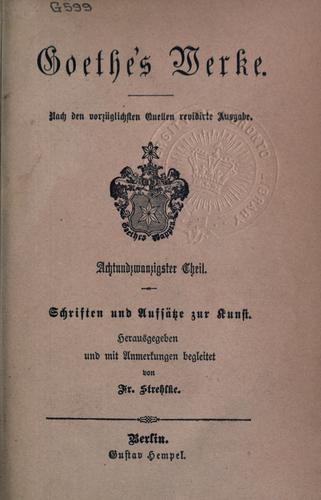 G599
Goethe's Werke.
Nach den vorzüglichsten Quellen revidirte Ausgabe.
Goethes Wappen
Achtundzwanzigster Theil.
Schriften und Aufsätze zur Kunst.
Herausgegeben
und mit Anmerkungen begleitet
von
Fr. Strehlke.
Berlin.
Gustav Hempel.